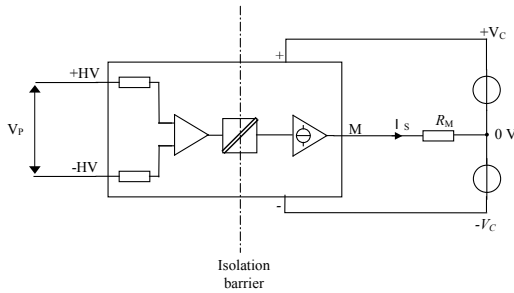 +V_C
+
+HV
V_P
M
I_S
R_M
0 V
-HV
-
-V_C
Isolation
barrier